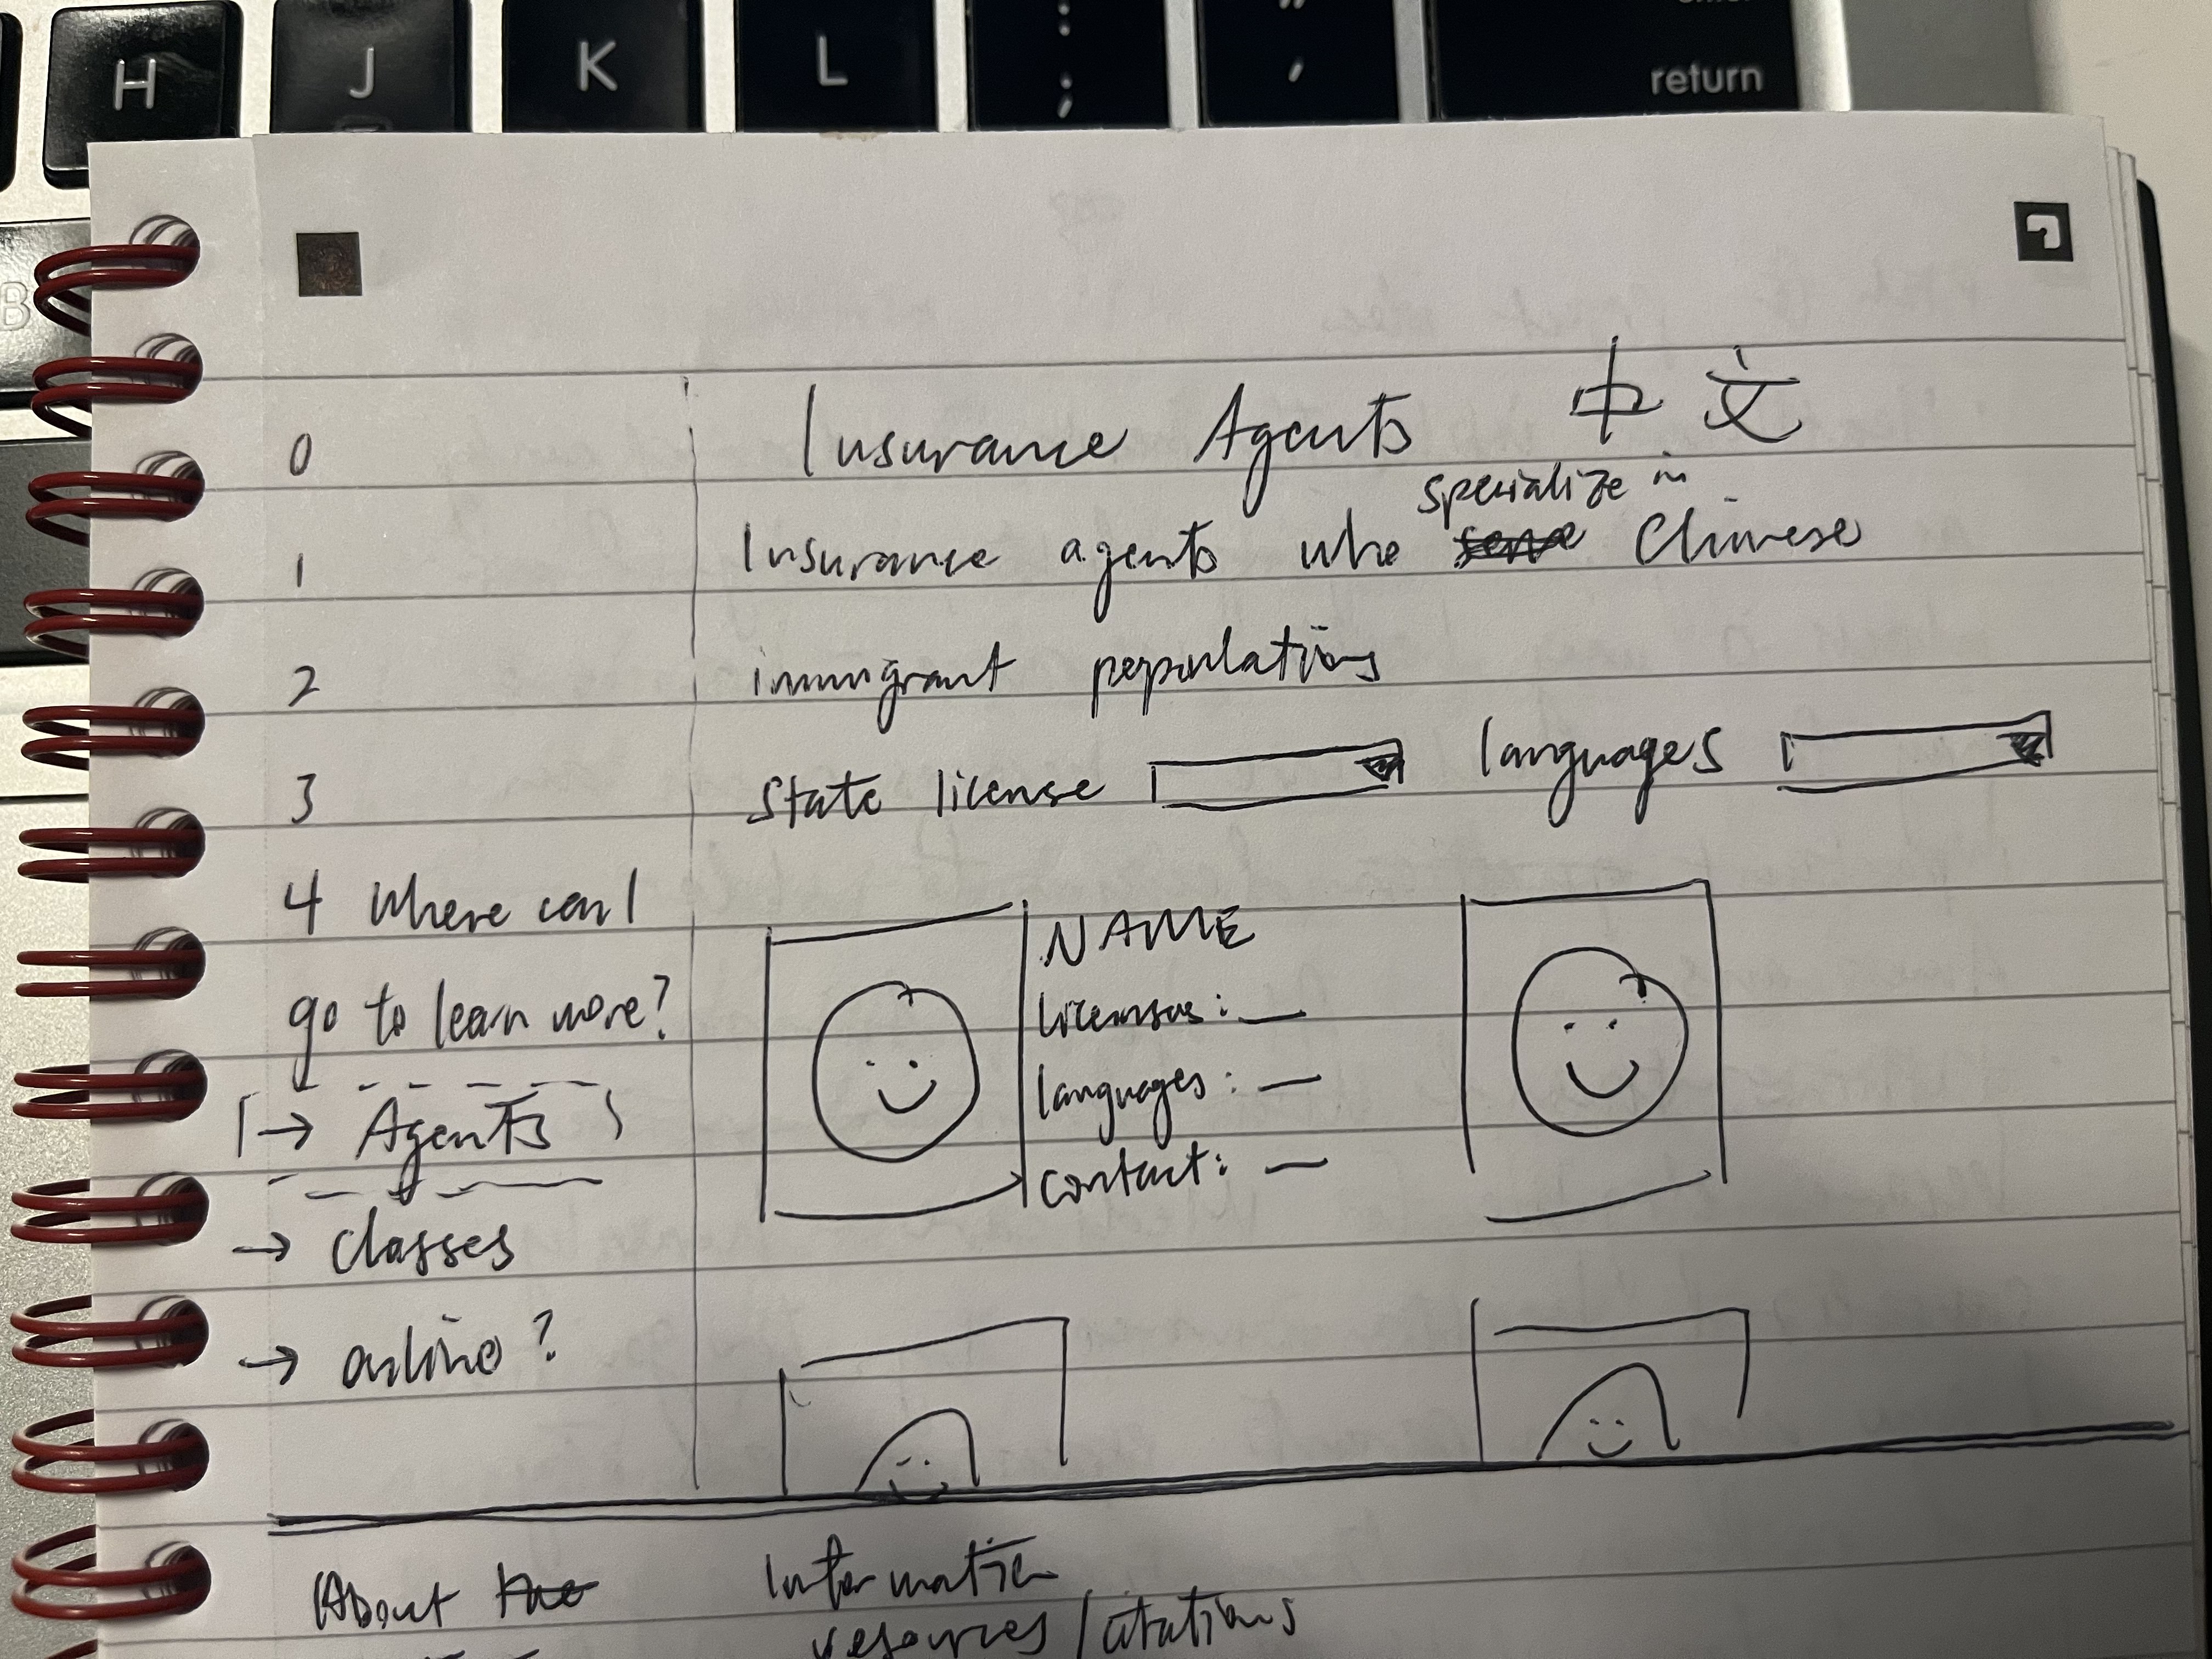 H J K L : ; " ' return
B
0 Insurance Agents 中文
specialize in
1 Insurance agents who serve Chinese
2 immigrant populations
3 State license languages
4 Where can I
go to learn more?
→ Agents
→ classes
→ online?
NAME
licenses:
languages:
contact:
About the
Information
resources/citations